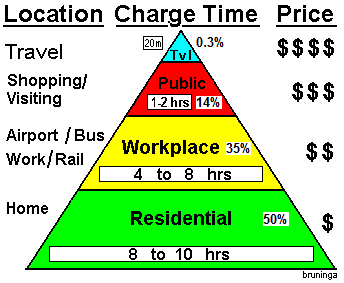 Location Charge Time Price
Travel 20m Tvl 0.3% $$$$
Shopping/
Visiting
Public
1-2 hrs 14% $$$
Airport / Bus
Work/Rail
Workplace 35% $$
4 to 8 hrs
Home
Residential 50% $
8 to 10 hrs
bruninga